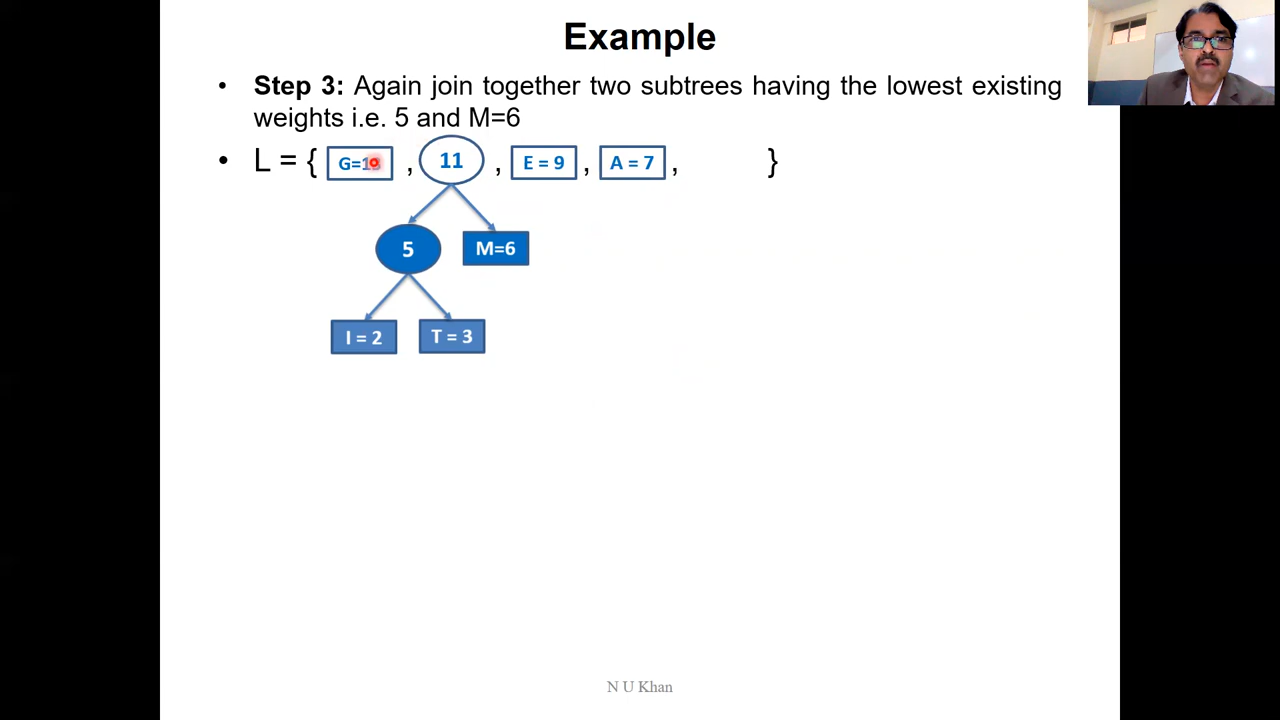 Example
• Step 3: Again join together two subtrees having the lowest existing
weights i.e. 5 and M=6
• L = { , 11 , E = 9 , A = 7 , }
5 M=6
I = 2 T = 3
N U Khan